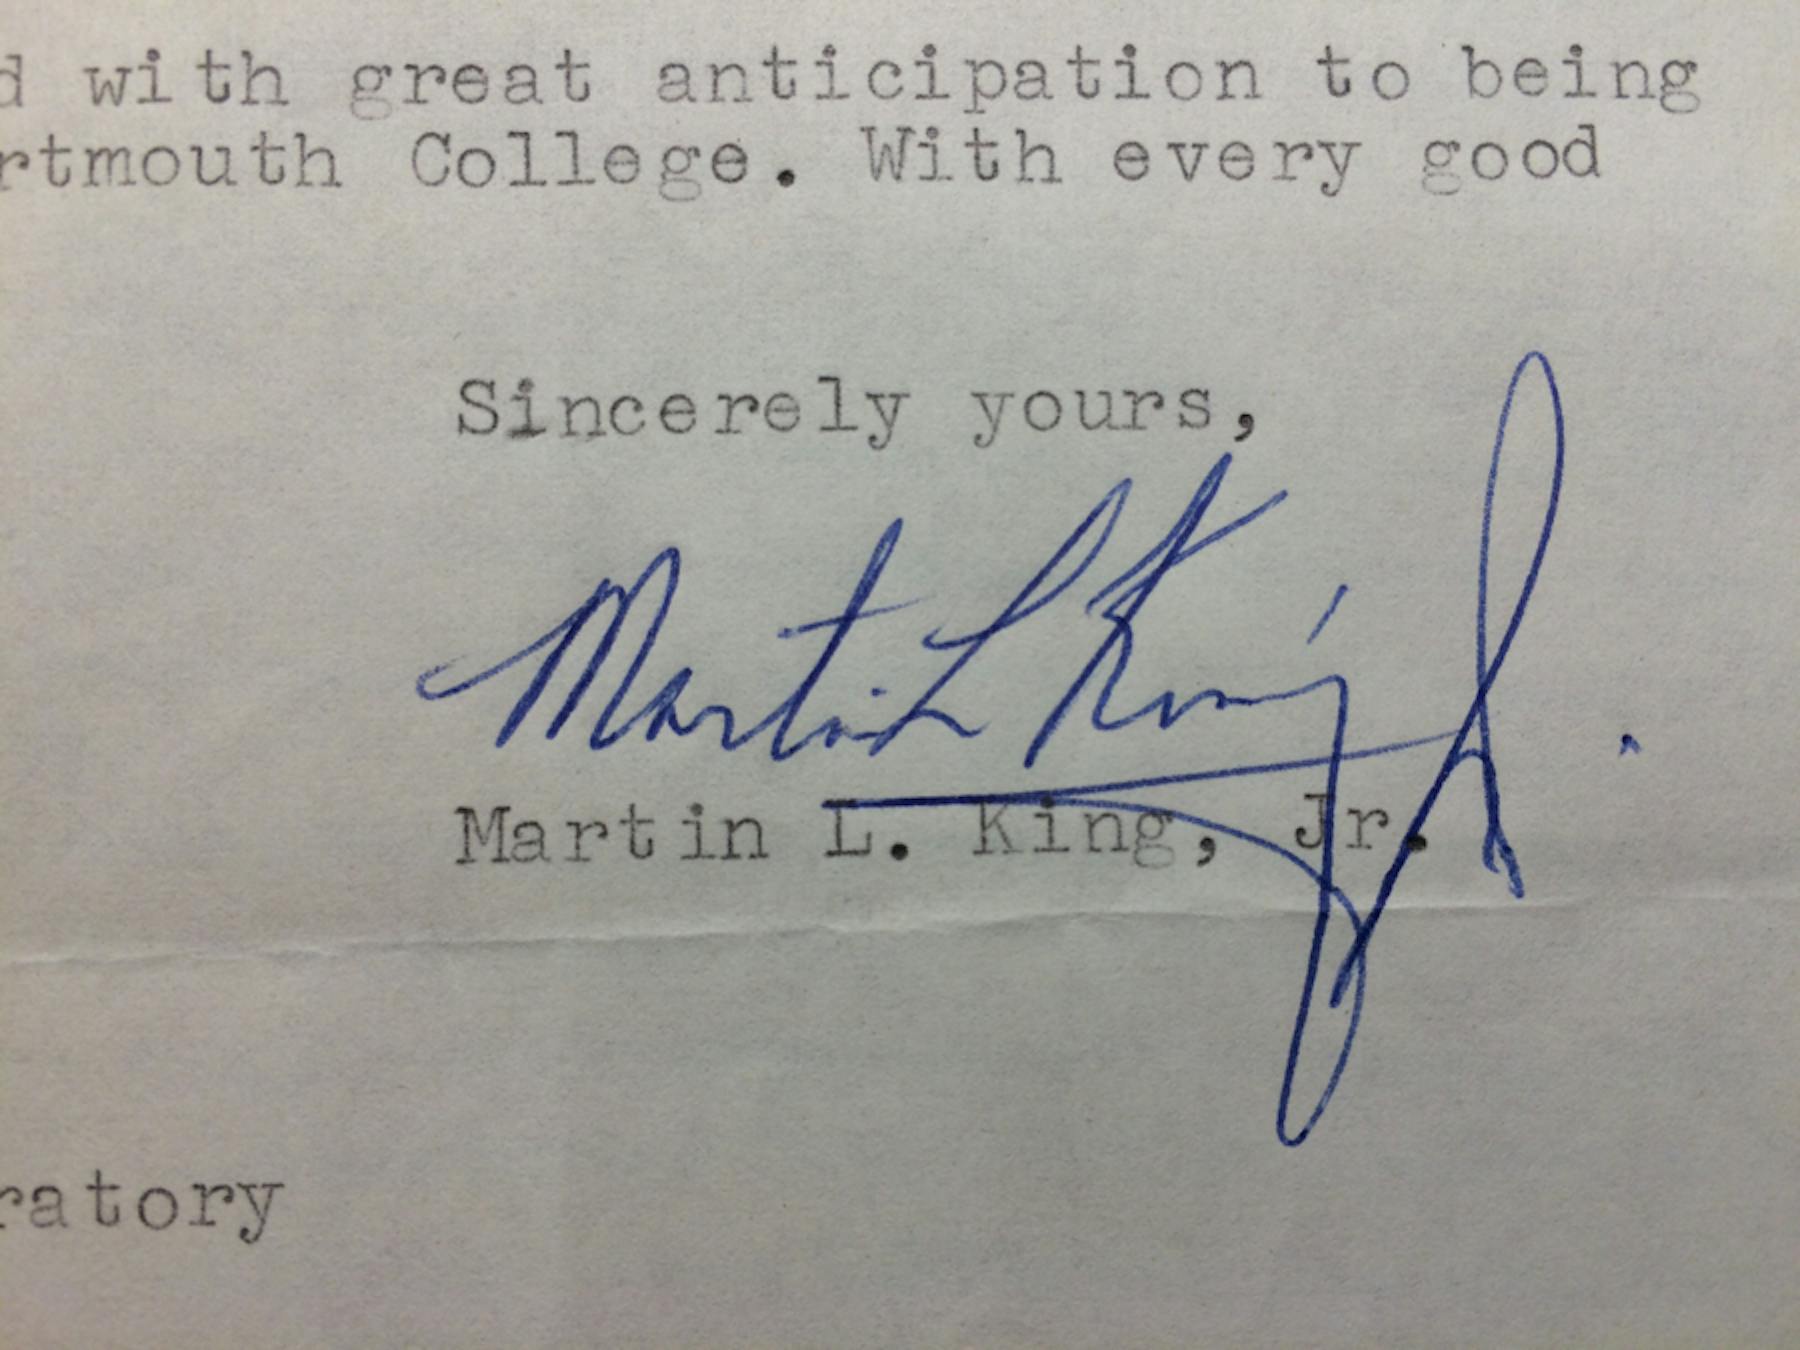 d with great anticipation to being
rtmouth College. With every good
Sincerely yours,
Martin L King Jr.
Martin L. King, Jr.
ratory